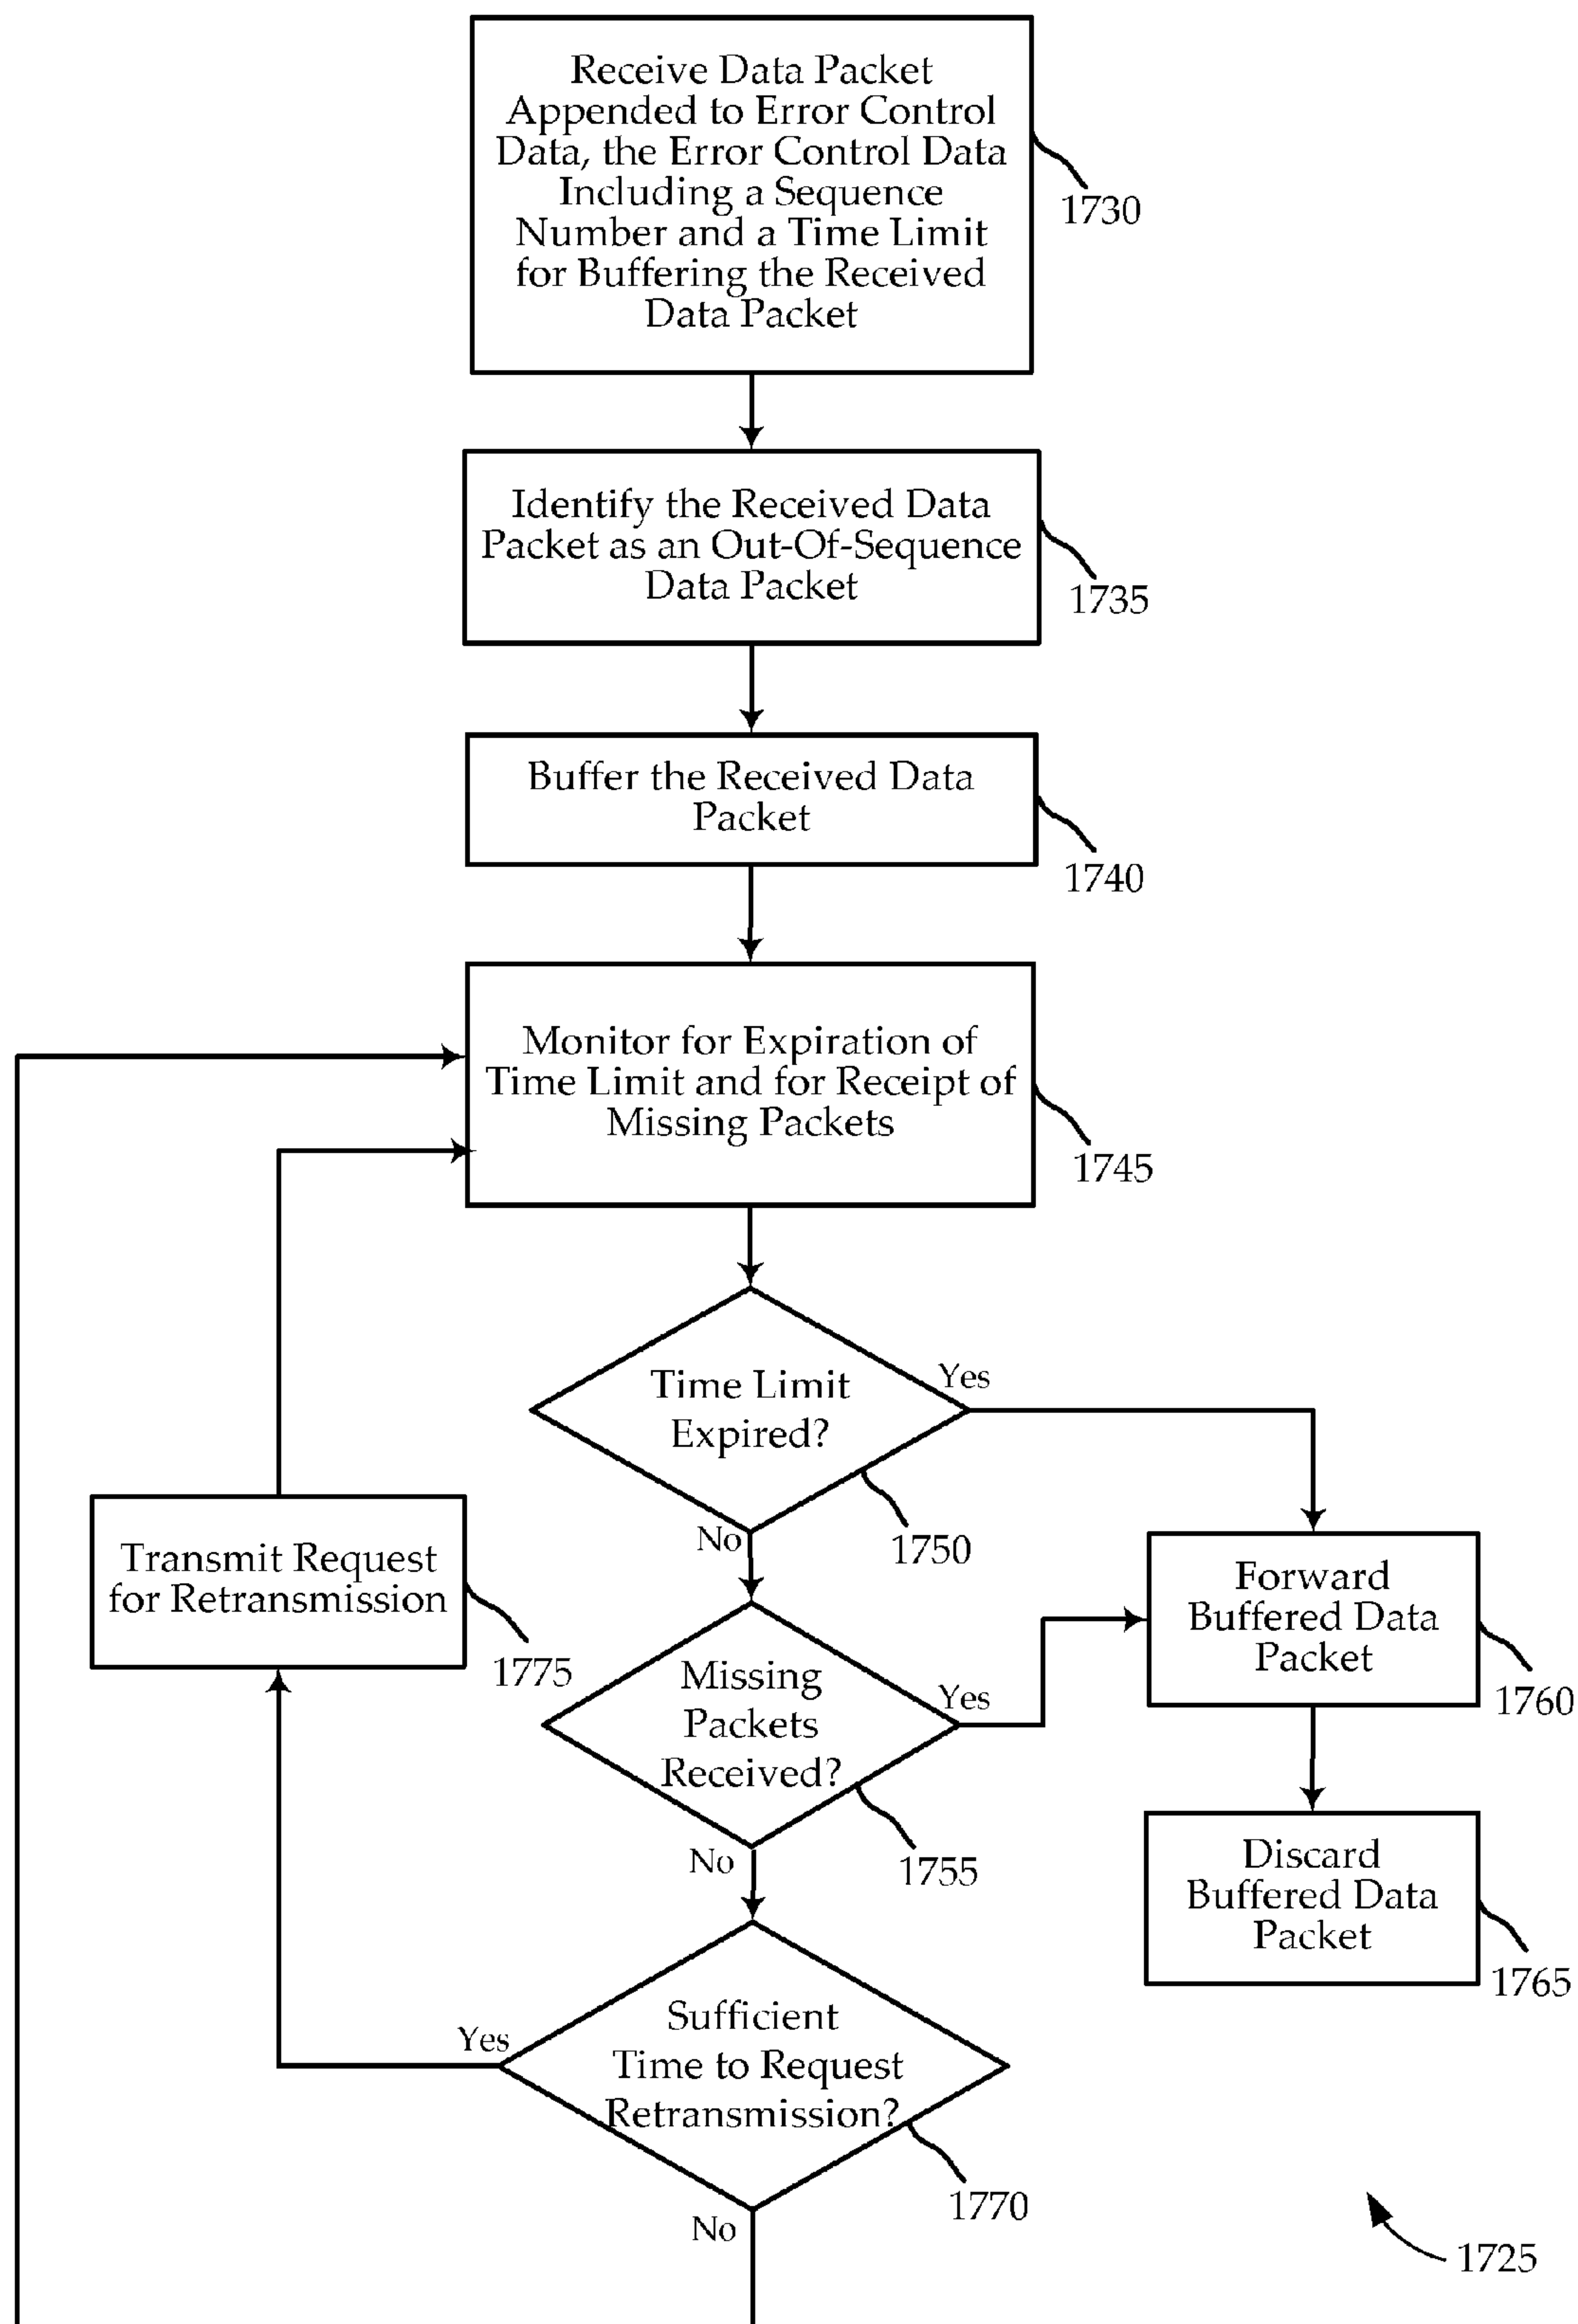 Receive Data Packet
Appended to Error Control
Data, the Error Control Data
Including a Sequence
Number and a Time Limit
for Buffering the Received
Data Packet
1730
Identify the Received Data
Packet as an Out-Of-Sequence
Data Packet
1735
Buffer the Received Data
Packet
1740
Monitor for Expiration of
Time Limit and for Receipt of
Missing Packets
1745
Time Limit
Expired?
Yes
No
1750
Transmit Request
for Retransmission
1775
Forward
Buffered Data
Packet
1760
Missing
Packets
Received?
Yes
No
1755
Discard
Buffered Data
Packet
1765
Sufficient
Time to Request
Retransmission?
Yes
No
1770
1725